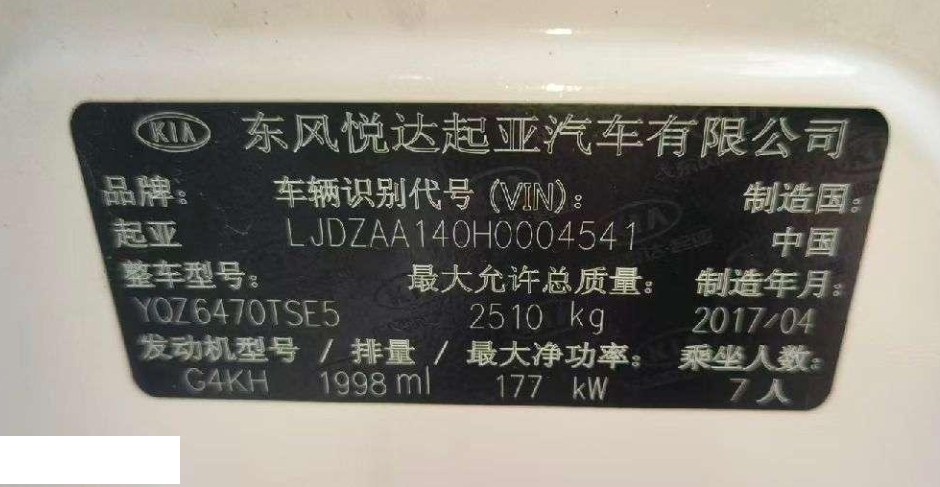 KIA 东风悦达起亚汽车有限公司
品牌: 车辆识别代号 (VIN): 制造国:
起亚 LJDZAA140H0004541 中国
整车型号: 最大允许总质量: 制造年月:
YQZ6470TSE5 2510 kg 2017/04
发动机型号 / 排量 / 最大净功率: 乘坐人数:
G4KH 1998 ml 177 kW 7人